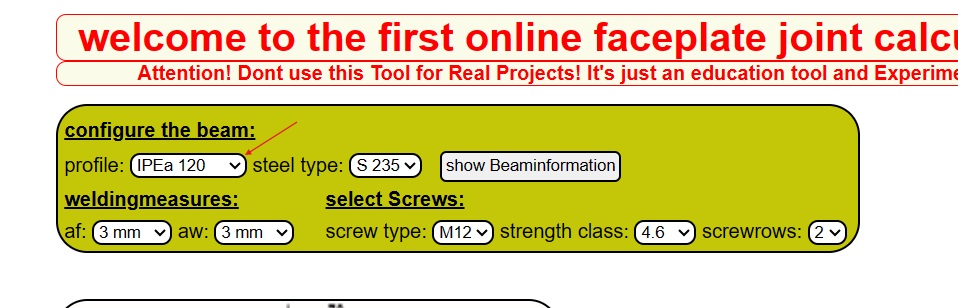 welcome to the first online faceplate joint
Attention! Dont use this Tool for Real Projects! It's just an education tool and
configure the beam:
profile: IPEa 120 steel type: S 235 show Beaminformation
weldingmeasures: select Screws:
af: 3 mm aw: 3 mm screw type: M12 strength class: 4.6 screwrows: 2